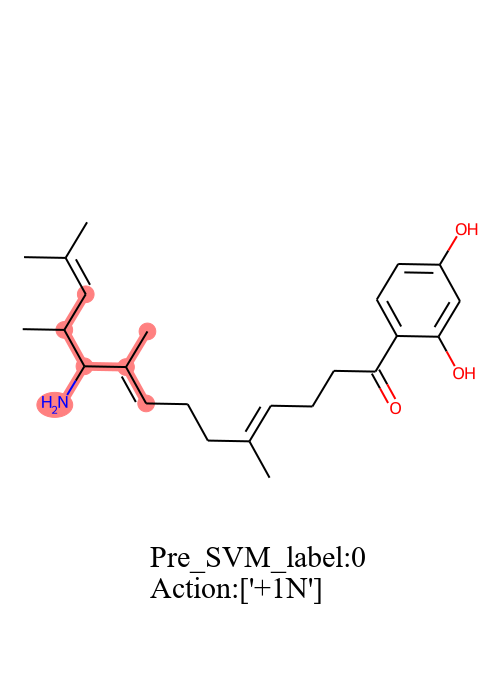 OH
H2N
OH
O
Pre_SVM_label:0
Action:['+1N']